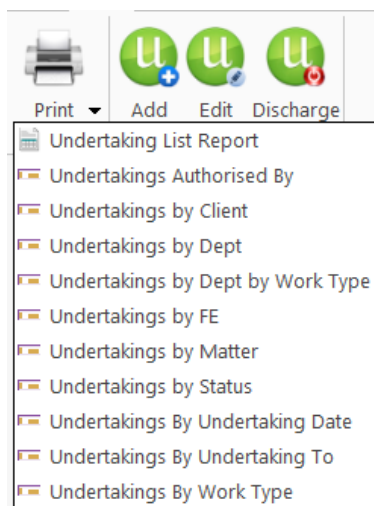 u u u
Print Add Edit Discharge
Undertaking List Report
Undertakings Authorised By
Undertakings by Client
Undertakings by Dept
Undertakings by Dept by Work Type
Undertakings by FE
Undertakings by Matter
Undertakings by Status
Undertakings By Undertaking Date
Undertakings By Undertaking To
Undertakings By Work Type